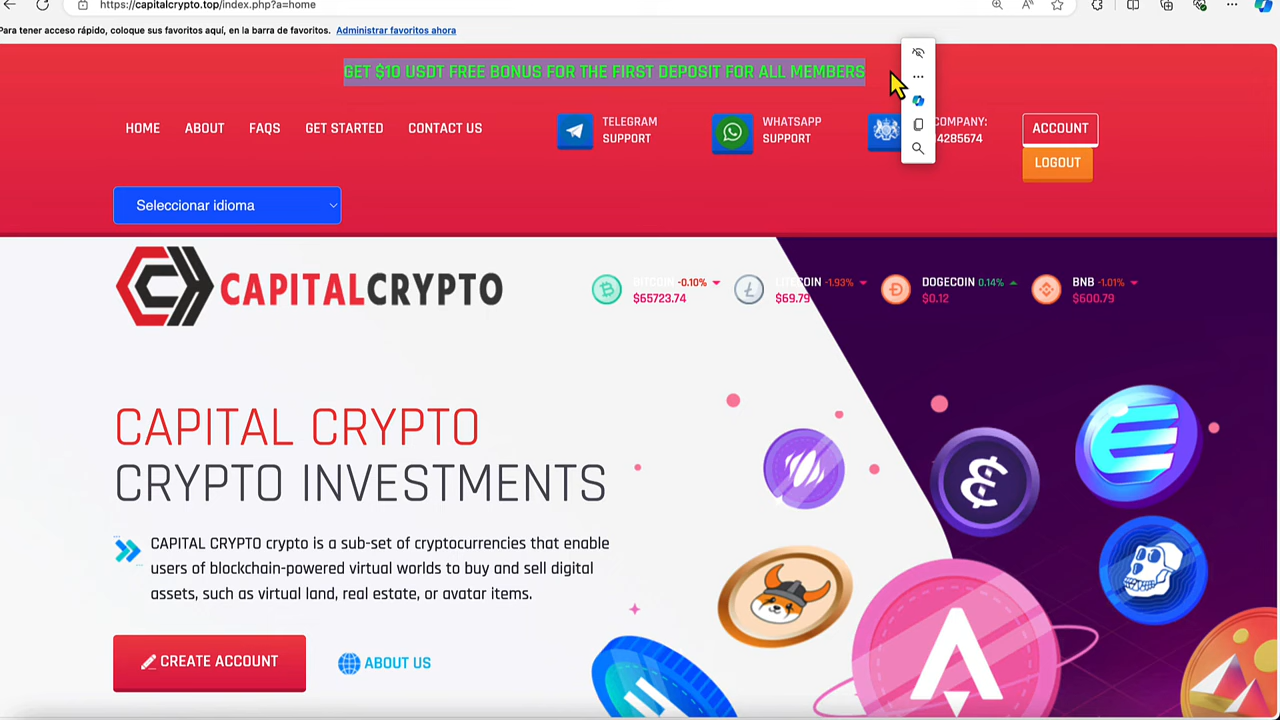 https://capitalcrypto.top/index.php?a=home
Para tener acceso rápido, coloque sus favoritos aquí, en la barra de favoritos. Administrar favoritos ahora
GET $10 USDT FREE BONUS FOR THE FIRST DEPOSIT FOR ALL MEMBERS
HOME ABOUT FAQS GET STARTED CONTACT US
TELEGRAM
SUPPORT
WHATSAPP
SUPPORT
COMPANY:
4285674
ACCOUNT
LOGOUT
Seleccionar idioma
CAPITALCRYPTO
BITCOIN -0.10%
$65723.74
LITECOIN -1.93%
$69.79
DOGECOIN 0.14%
$0.12
BNB -1.01%
$600.79
CAPITAL CRYPTO
CRYPTO INVESTMENTS
CAPITAL CRYPTO crypto is a sub-set of cryptocurrencies that enable
users of blockchain-powered virtual worlds to buy and sell digital
assets, such as virtual land, real estate, or avatar items.
CREATE ACCOUNT
ABOUT US